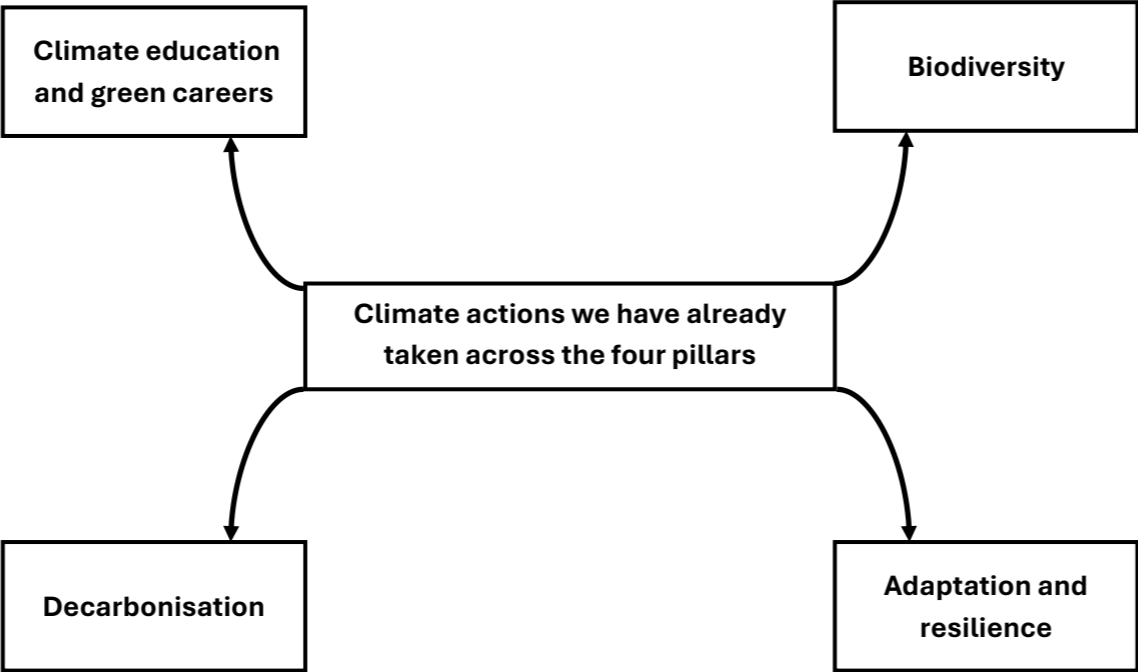 Climate education
and green careers
Biodiversity
Climate actions we have already
taken across the four pillars
Decarbonisation
Adaptation and
resilience